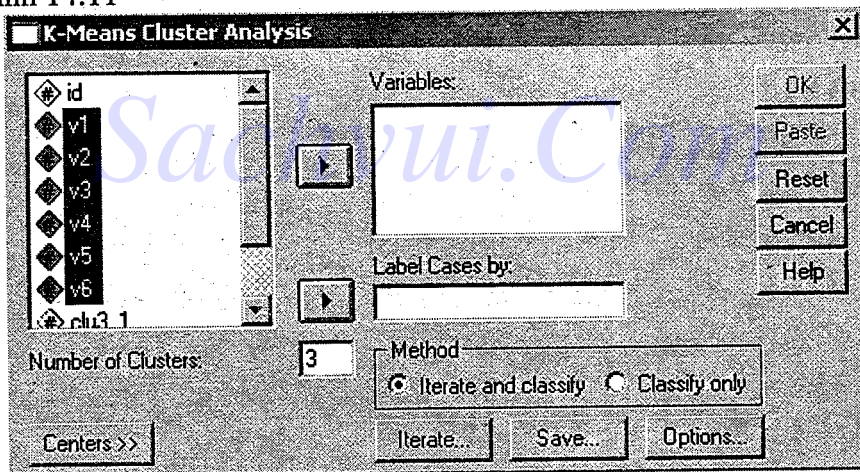 K-Means Cluster Analysis
id
v1
v2
v3
v4
v5
v6
clu3_1
Variables:
Label Cases by:
Number of Clusters:
3
Method
Iterate and classify
Classify only
Centers >>
Iterate...
Save...
Options...
OK
Paste
Reset
Cancel
Help
Sachvui.Com